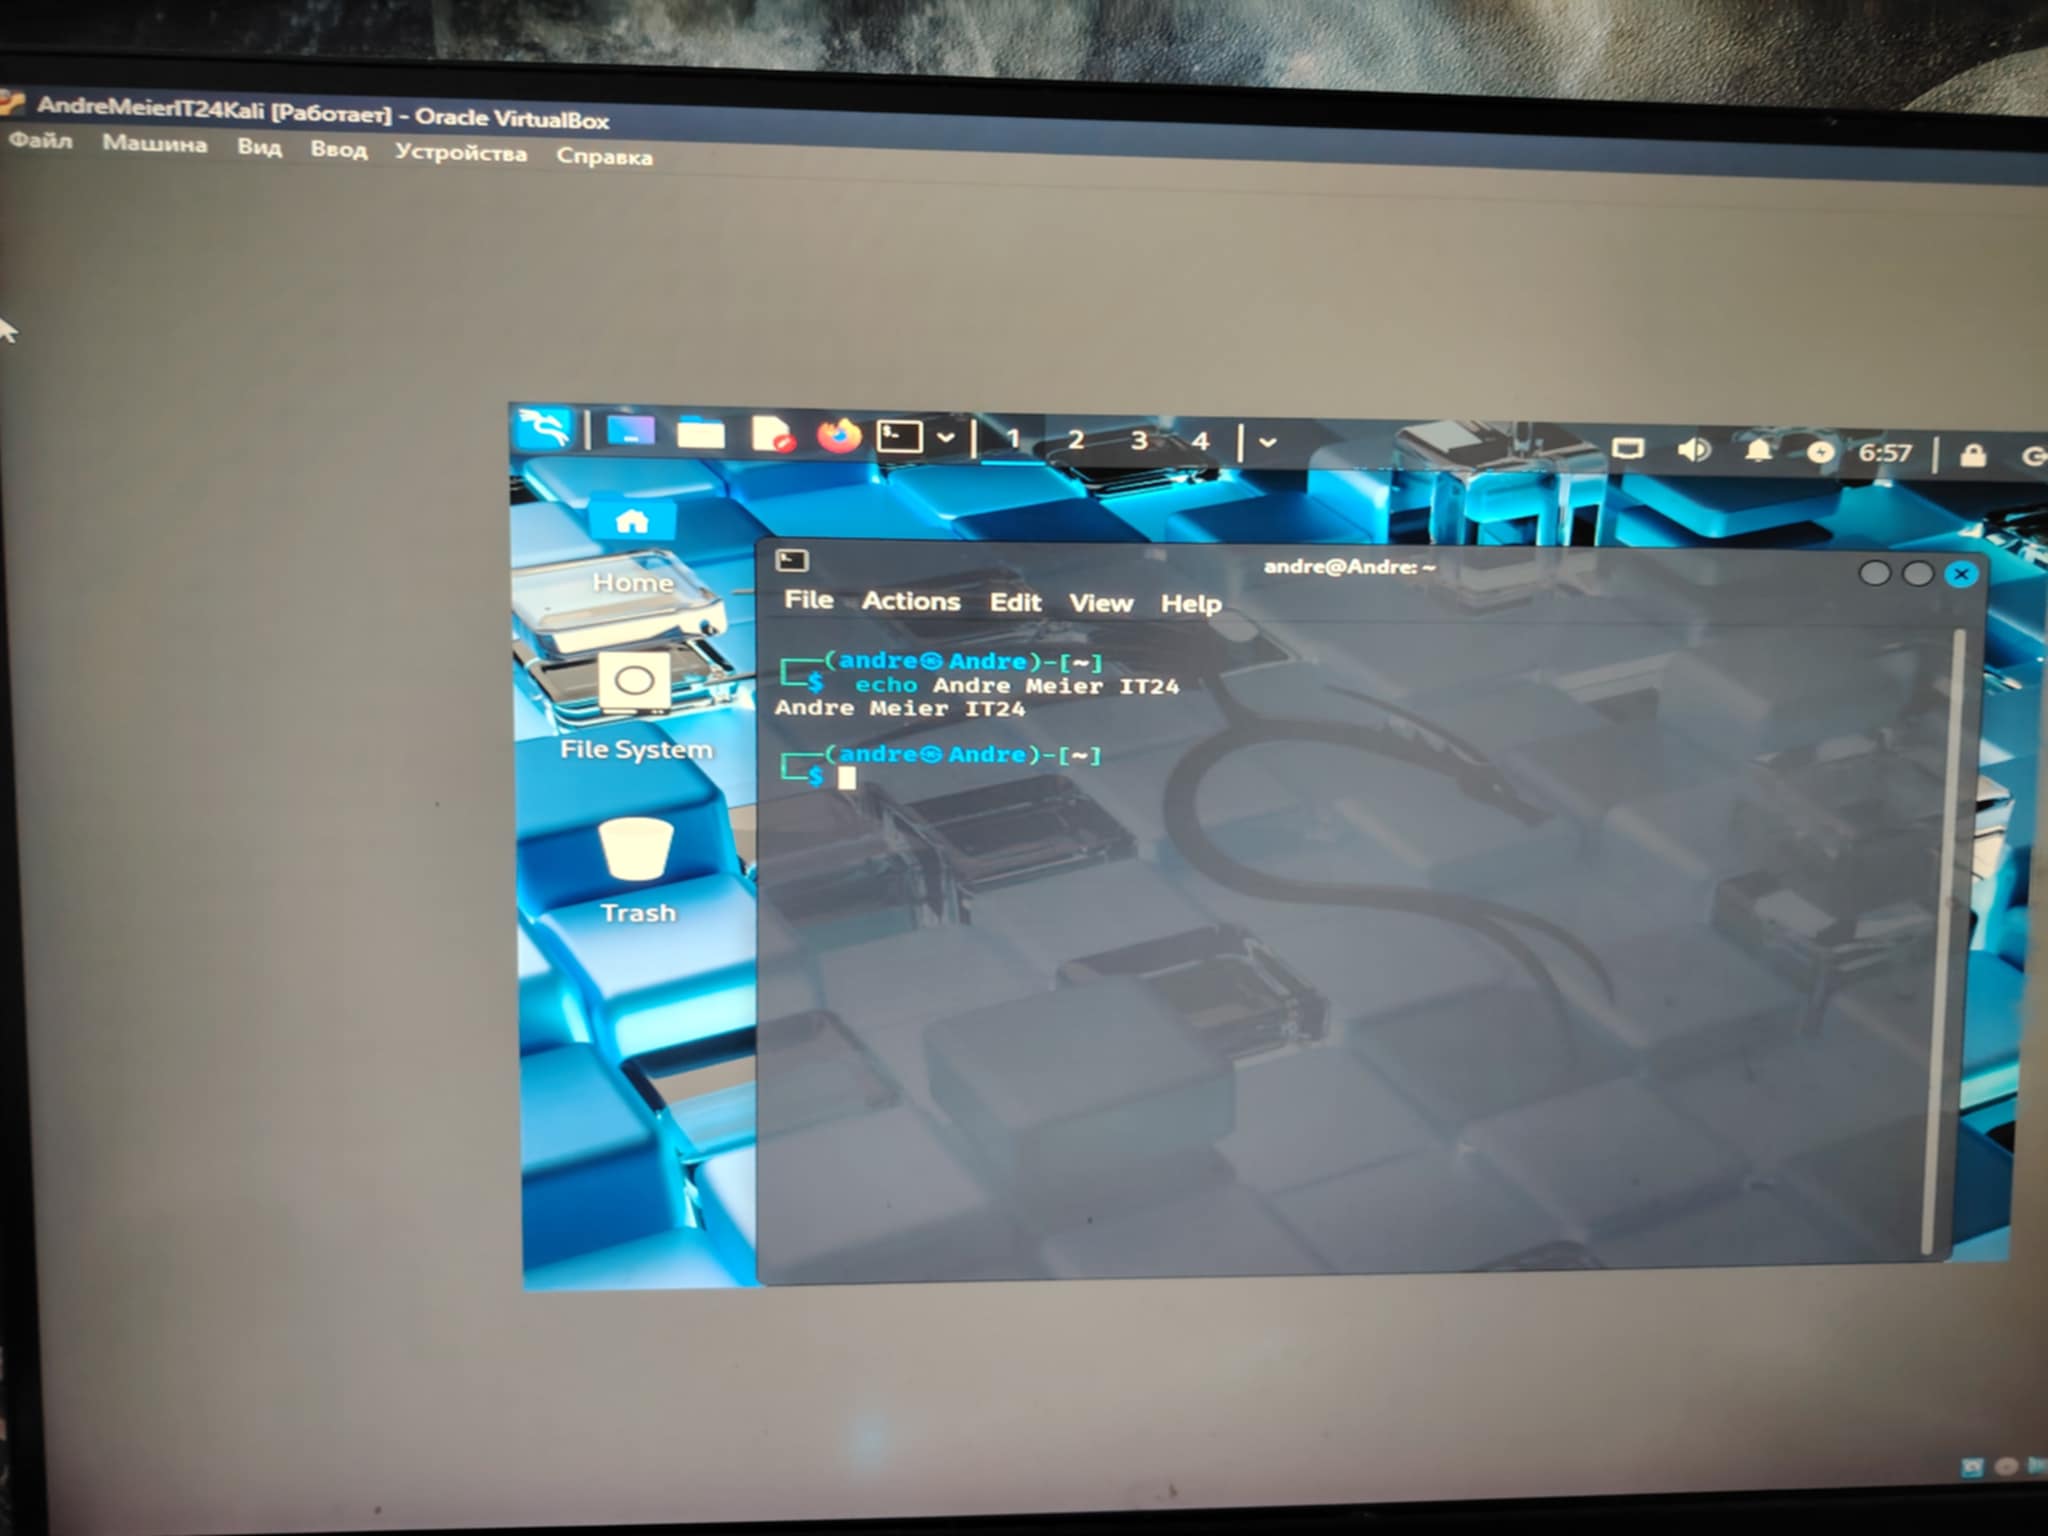 AndreMeierIT24Kali [Работает] - Oracle VirtualBox
Файл Машина Вид Ввод Устройства Справка
1 2 3 4 6:57
Home
File System
Trash
andre@Andre: ~
File Actions Edit View Help
(andre㉿Andre)-[~]
$ echo Andre Meier IT24
Andre Meier IT24
(andre㉿Andre)-[~]
$